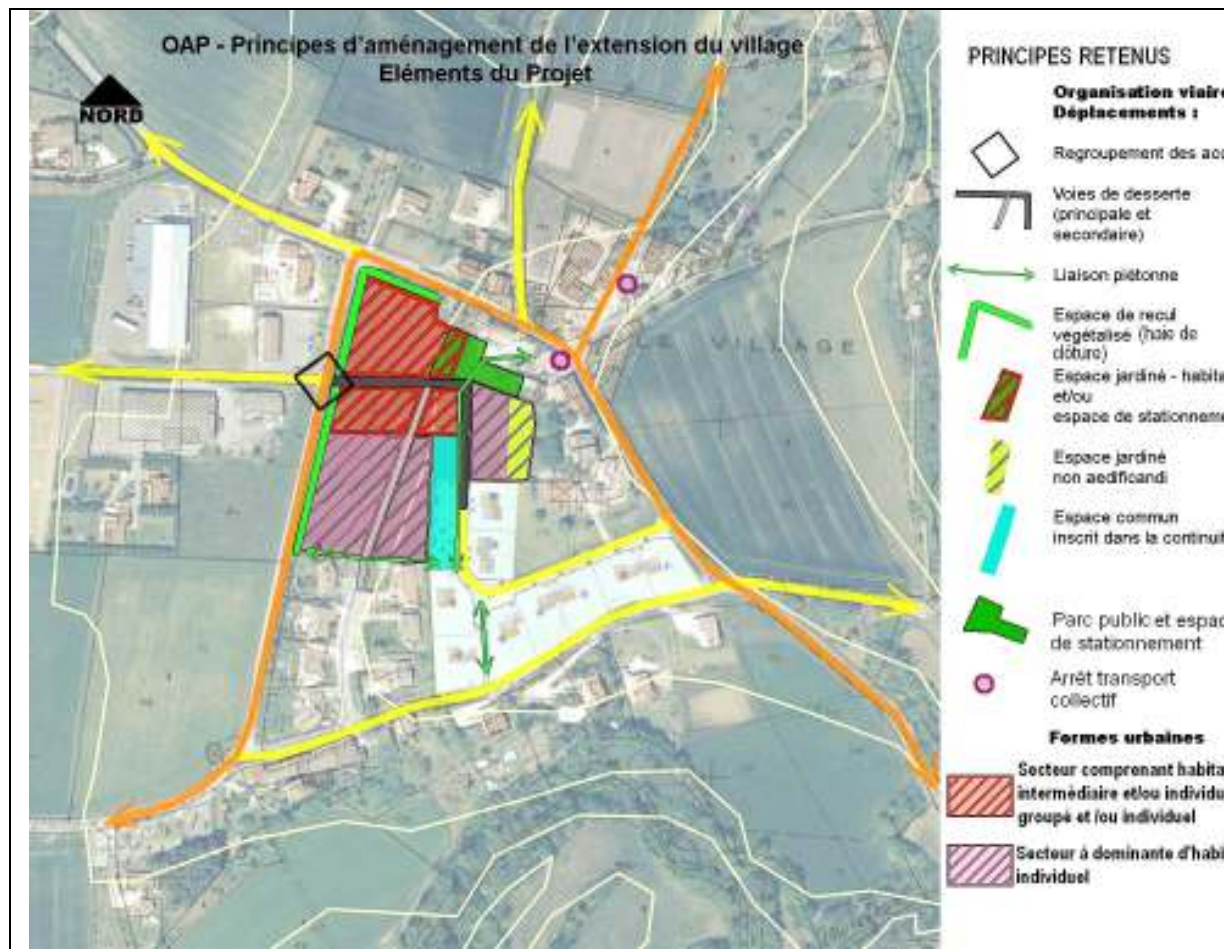 OAP - Principes d'aménagement de l'extension du village
Eléments du Projet
NORD
LE VILLAGE
PRINCIPES RETENUS
Organisation viaire
Déplacements :
Regroupement des acc
Voies de desserte
(principale et
secondaire)
Liaison piétonne
Espace de recul
végétalisé (haie de
clôture)
Espace jardiné - habita
et/ou
espace de stationneme
Espace jardiné
non aedificandi
Espace commun
inscrit dans la continuit
Parc public et espac
de stationnement
Arrêt transport
collectif
Formes urbaines
Secteur comprenant habita
intermédiaire et/ou individu
groupé et /ou individuel
Secteur à dominante d'habi
individuel